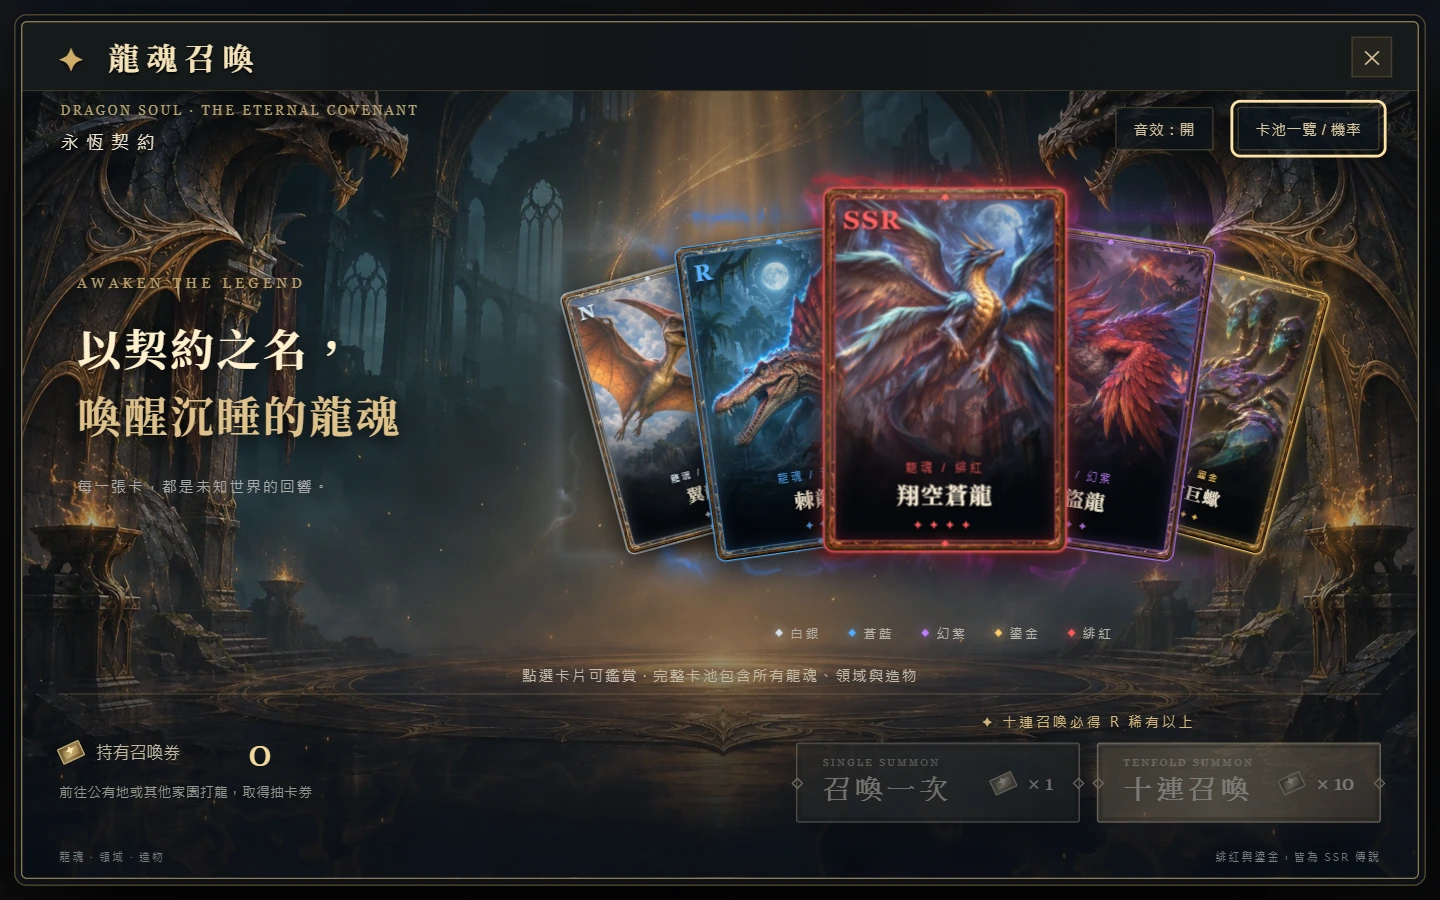 龍魂召喚
DRAGON SOUL · THE ETERNAL COVENANT
永恆契約
音效：開
卡池一覽 / 機率
AWAKEN THE LEGEND
以契約之名，
喚醒沉睡的龍魂
每一張卡，都是未知世界的回響。
N
龍魂 /
R
龍魂 /
SSR
龍魂 / 緋紅
翔空蒼龍
/ 幻紫
盜龍
/ 鎏金
巨蠍
白銀
蒼藍
幻紫
鎏金
緋紅
點選卡片可鑑賞 · 完整卡池包含所有龍魂、領域與造物
十連召喚必得 R 稀有以上
持有召喚券 0
前往公有地或其他家園打龍，取得抽卡券
SINGLE SUMMON
召喚一次 × 1
TENFOLD SUMMON
十連召喚 × 10
龍魂 · 領域 · 造物
緋紅與鎏金，皆為 SSR 傳說